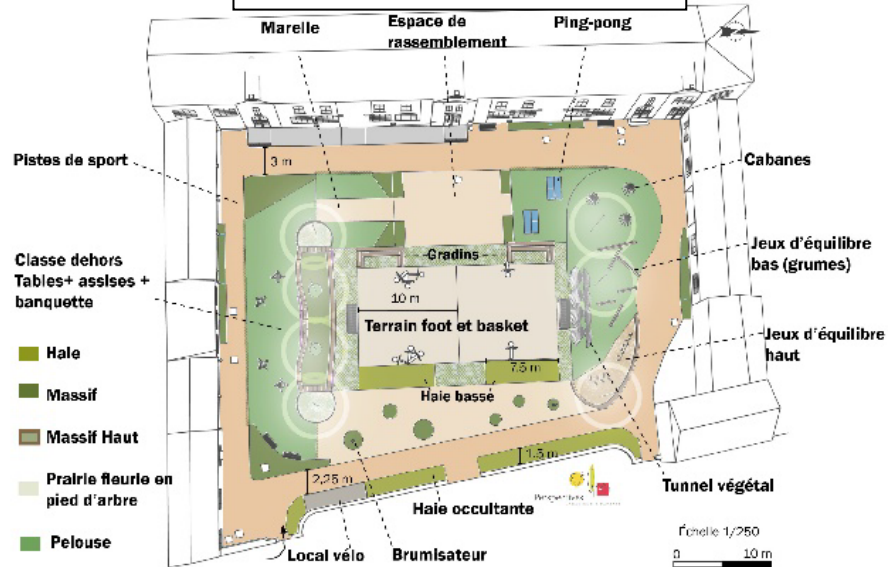 Marelle
Espace de
rassemblement
Ping-pong
Pistes de sport
3 m
Cabanes
Classe dehors
Tables+ assises +
banquette
Gradins
Jeux d'équilibre
bas (grumes)
10 m
Terrain foot et basket
Jeux d'équilibre
haut
7,5 m
Haie basse
Haie
Massif
Massif Haut
Prairie fleurie en
pied d'arbre
Pelouse
2,25 m
1,5 m
Haie occultante
Perspectives
Tunnel végétal
Local vélo
Brumisateur
Échelle 1/250
0 10 m